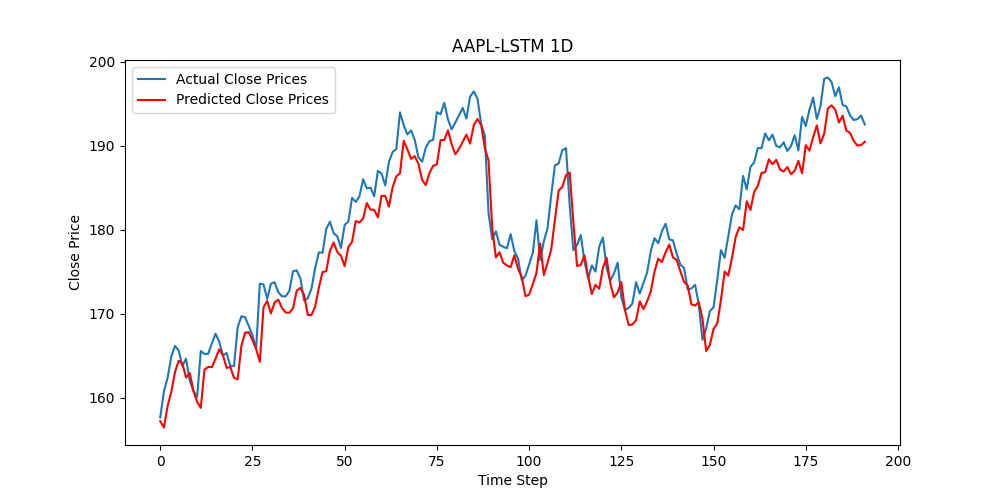 AAPL-LSTM 1D
Actual Close Prices
Predicted Close Prices
Close Price
200
190
180
170
160
0 25 50 75 100 125 150 175 200
Time Step